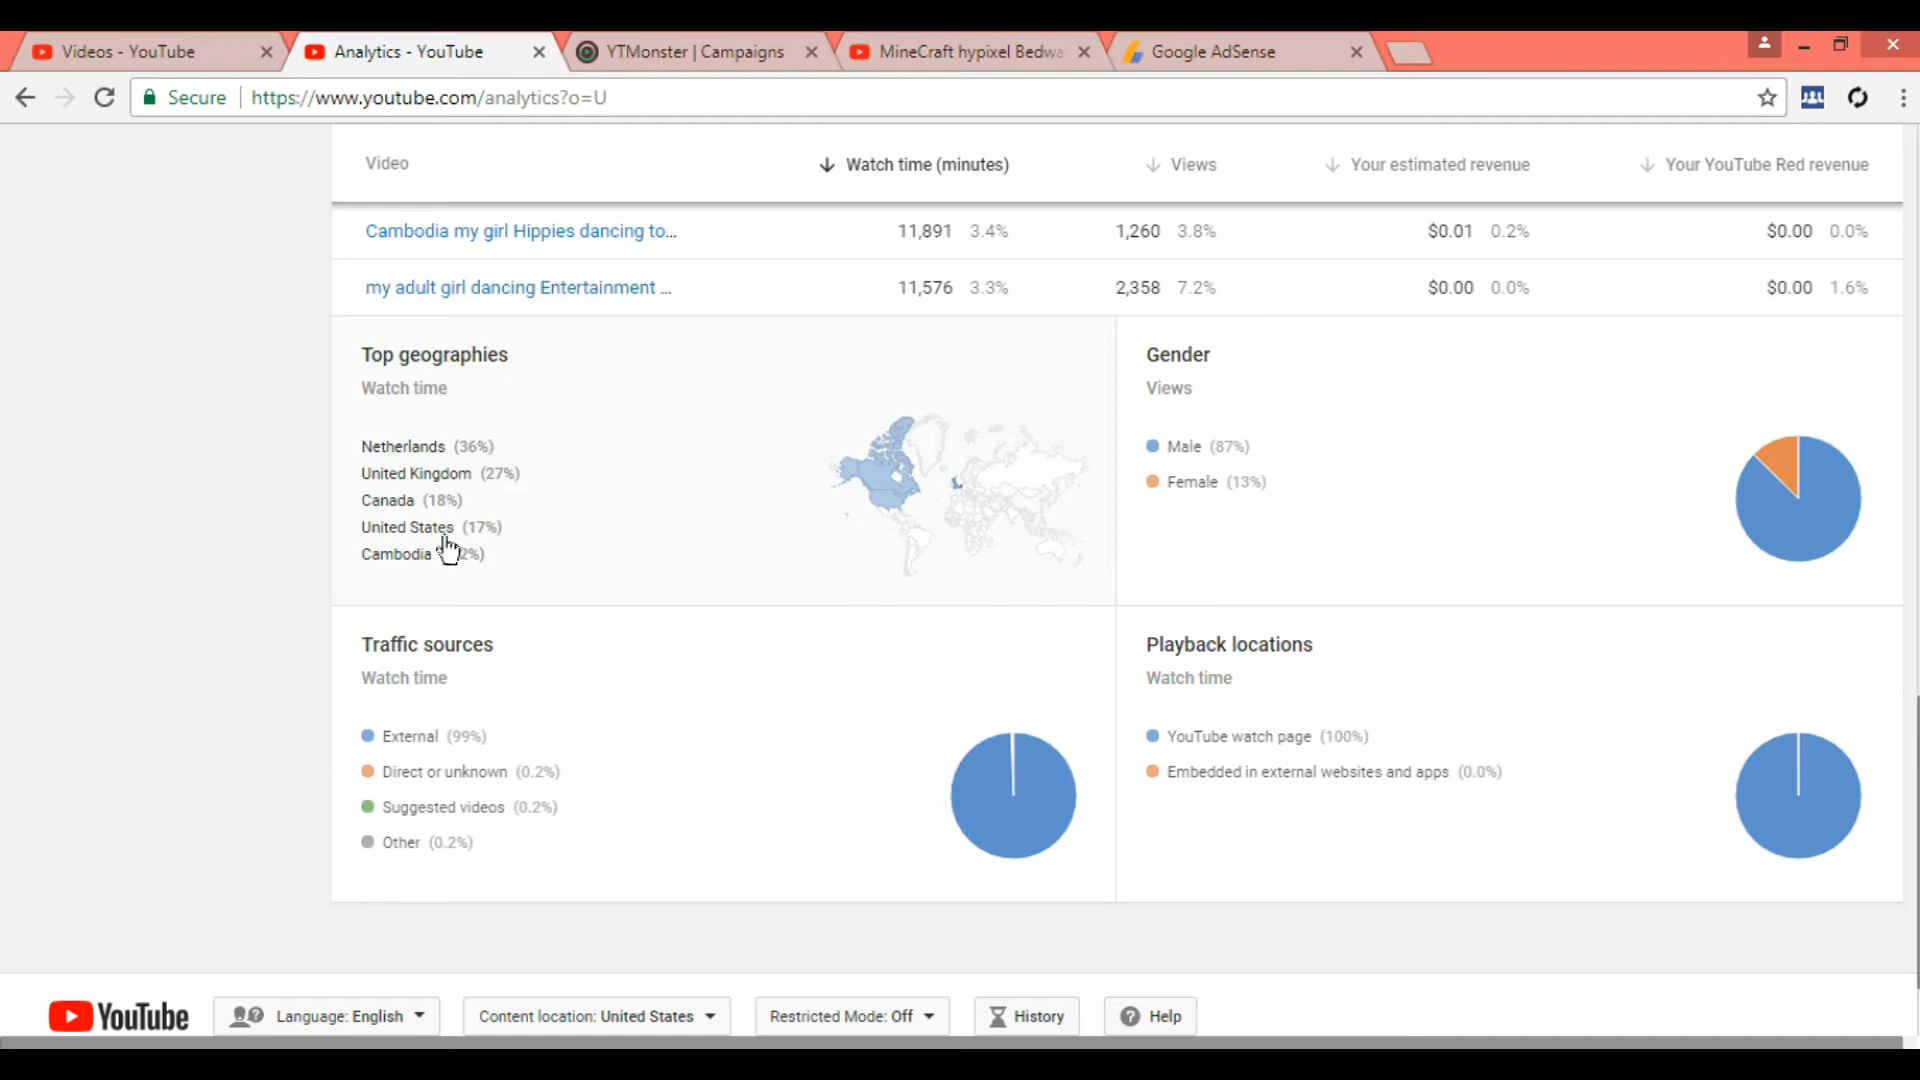 Videos - YouTube
Analytics - YouTube
YTMonster | Campaigns
MineCraft hypixel Bedwa
Google AdSense
Secure
https://www.youtube.com/analytics?o=U
Video
Watch time (minutes)
Views
Your estimated revenue
Your YouTube Red revenue
Cambodia my girl Hippies dancing to... 11,891 3.4% 1,260 3.8% $0.01 0.2% $0.00 0.0%
my adult girl dancing Entertainment ... 11,576 3.3% 2,358 7.2% $0.00 0.0% $0.00 1.6%
Top geographies
Watch time
Netherlands (36%)
United Kingdom (27%)
Canada (18%)
United States (17%)
Cambodia 2%)
Gender
Views
Male (87%)
Female (13%)
Traffic sources
Watch time
External (99%)
Direct or unknown (0.2%)
Suggested videos (0.2%)
Other (0.2%)
Playback locations
Watch time
YouTube watch page (100%)
Embedded in external websites and apps (0.0%)
YouTube
Language: English
Content location: United States
Restricted Mode: Off
History
Help